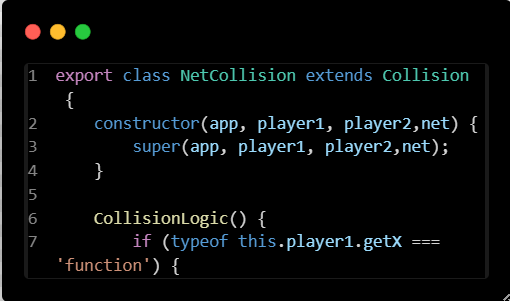 1 export class NetCollision extends Collision
{
2 constructor(app, player1, player2,net) {
3 super(app, player1, player2,net);
4 }
5
6 CollisionLogic() {
7 if (typeof this.player1.getX ===
'function') {